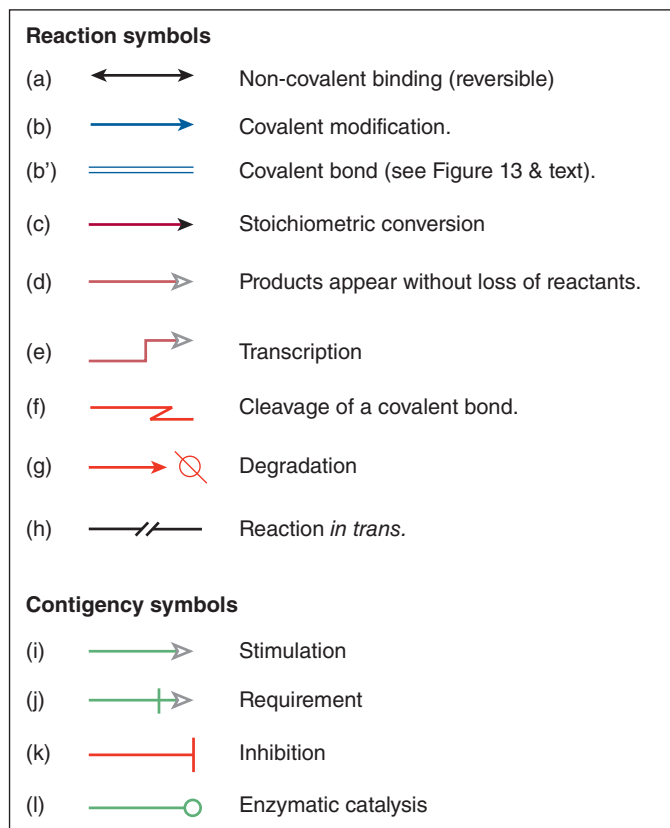 Reaction symbols
(a) Non-covalent binding (reversible)
(b) Covalent modification.
(b’) Covalent bond (see Figure 13 & text).
(c) Stoichiometric conversion
(d) Products appear without loss of reactants.
(e) Transcription
(f) Cleavage of a covalent bond.
(g) Degradation
(h) Reaction in trans.
Contigency symbols
(i) Stimulation
(j) Requirement
(k) Inhibition
(l) Enzymatic catalysis